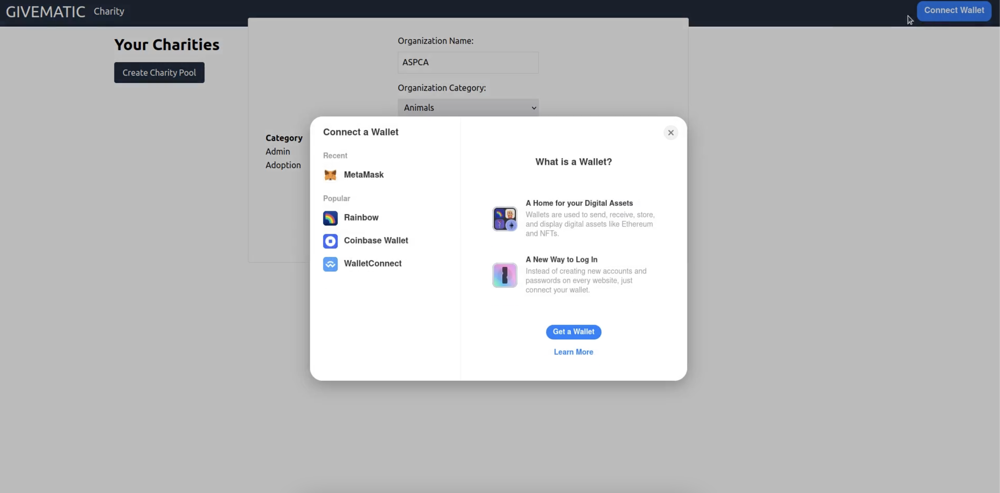 GIVEMATIC
Charity
Connect Wallet
Your Charities
Create Charity Pool
Organization Name:
ASPCA
Organization Category:
Animals
Category
Admin
Adoption
Connect a Wallet
Recent
MetaMask
Popular
Rainbow
Coinbase Wallet
WalletConnect
What is a Wallet?
A Home for your Digital Assets
Wallets are used to send, receive, store,
and display digital assets like Ethereum
and NFTs.
A New Way to Log In
Instead of creating new accounts and
passwords on every website, just
connect your wallet.
Get a Wallet
Learn More